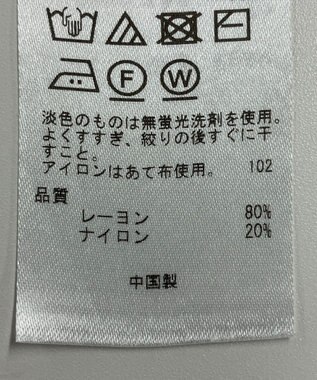 F W
淡色のものは無蛍光洗剤を使用。
よくすすぎ、絞りの後すぐに干
すこと。
アイロンはあて布使用。 102
品質
レーヨン 80%
ナイロン 20%
中国製